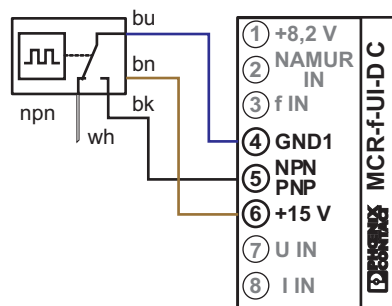 bu
bn
bk
npn
wh
1 +8,2 V
2 NAMUR
IN
3 f IN
4 GND1
5 NPN
PNP
6 +15 V
7 U IN
8 I IN
MCR-f-UI-D C
PHOENIX
CONTACT